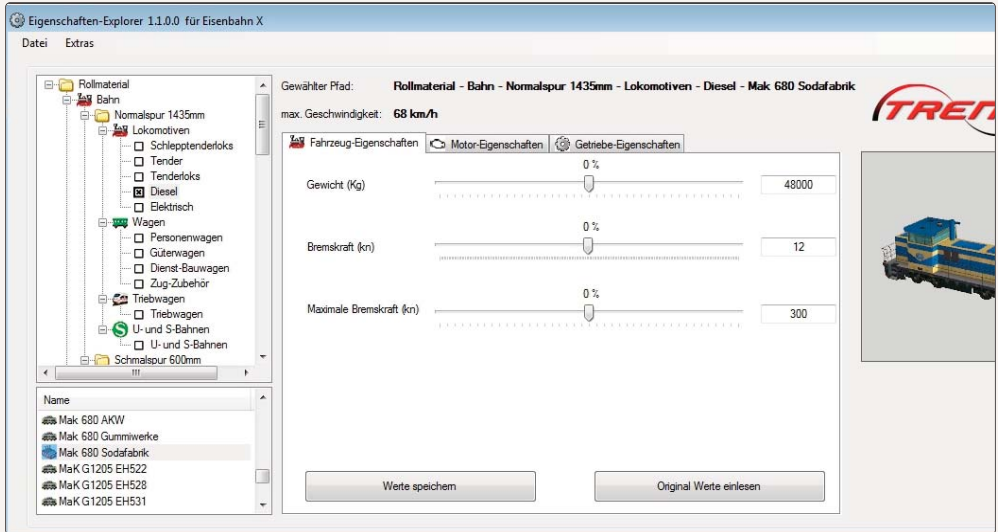 Eigenschaften-Explorer 1.1.0.0 für Eisenbahn X
Datei Extras
Rollmaterial
Bahn
Normalspur 1435mm
Lokomotiven
Schlepptenderloks
Tender
Tenderloks
Diesel
Elektrisch
Wagen
Personenwagen
Güterwagen
Dienst-Bauwagen
Zug-Zubehör
Triebwagen
Triebwagen
S U- und S-Bahnen
U- und S-Bahnen
Schmalspur 600mm
Name
Mak 680 AKW
Mak 680 Gummiwerke
Mak 680 Sodafabrik
MaK G1205 EH522
MaK G1205 EH528
MaK G1205 EH531
Gewählter Pfad: Rollmaterial - Bahn - Normalspur 1435mm - Lokomotiven - Diesel - Mak 680 Sodafabrik
max. Geschwindigkeit: 68 km/h
Fahrzeug-Eigenschaften Motor-Eigenschaften Getriebe-Eigenschaften
0 %
Gewicht (Kg) 48000
0 %
Bremskraft (kn) 12
0 %
Maximale Bremskraft (kn) 300
Werte speichern Original Werte einlesen
TREN